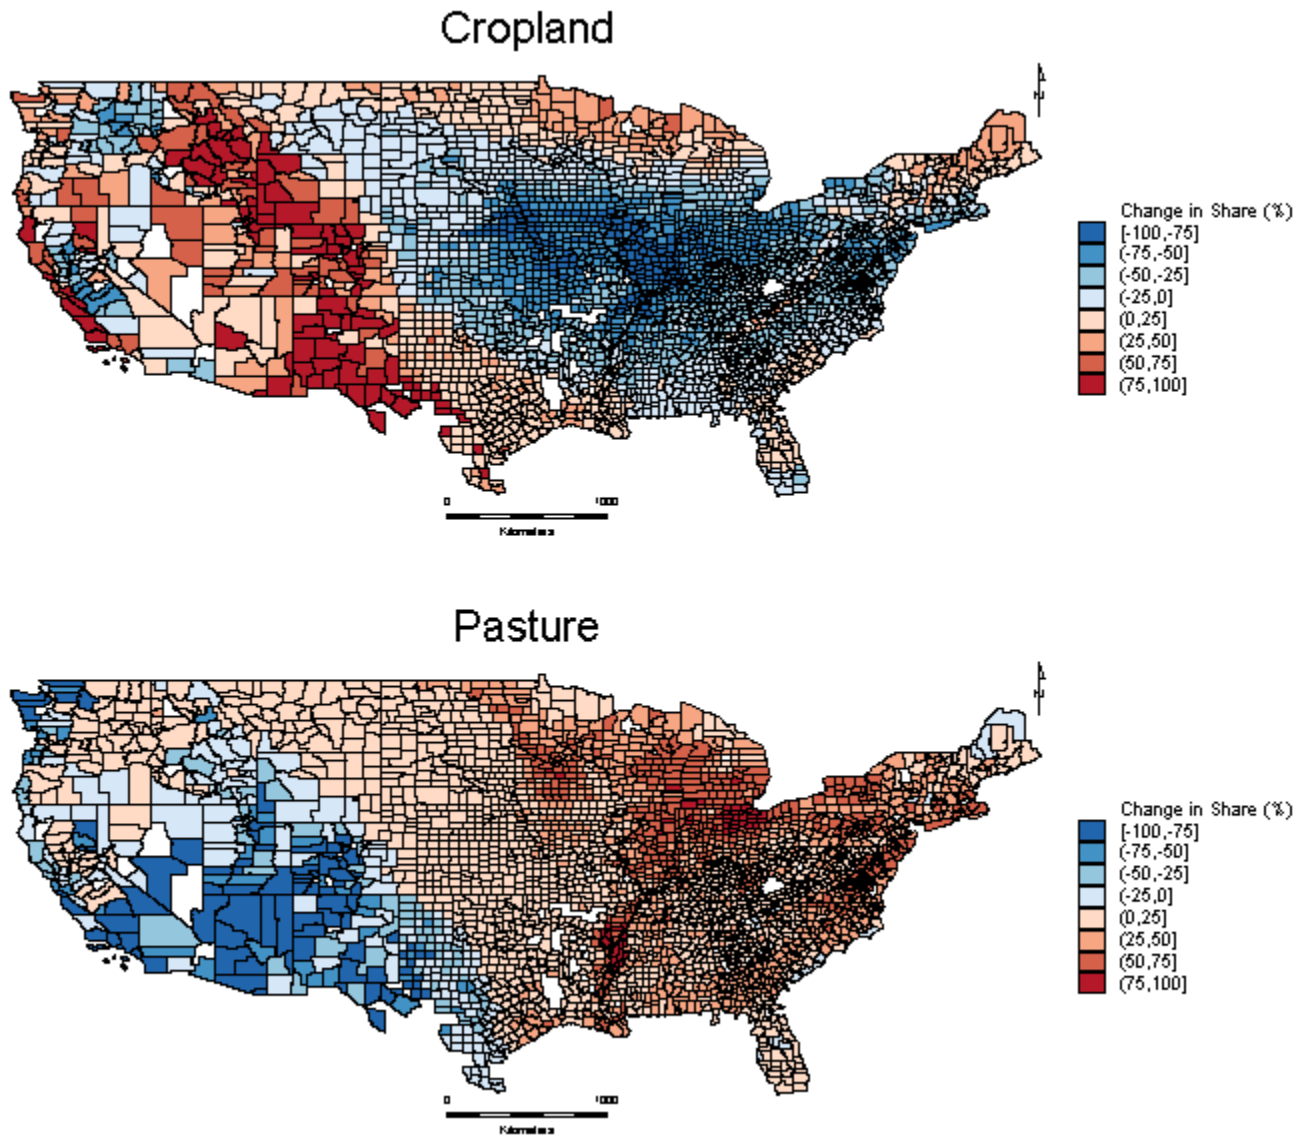 Cropland
N
Change in Share (%)
[-100,-75]
(-75,-50]
(-50,-25]
(-25,0]
(0,25]
(25,50]
(50,75]
(75,100]
0 1000
Kilometers
Pasture
N
Change in Share (%)
[-100,-75]
(-75,-50]
(-50,-25]
(-25,0]
(0,25]
(25,50]
(50,75]
(75,100]
0 1000
Kilometers